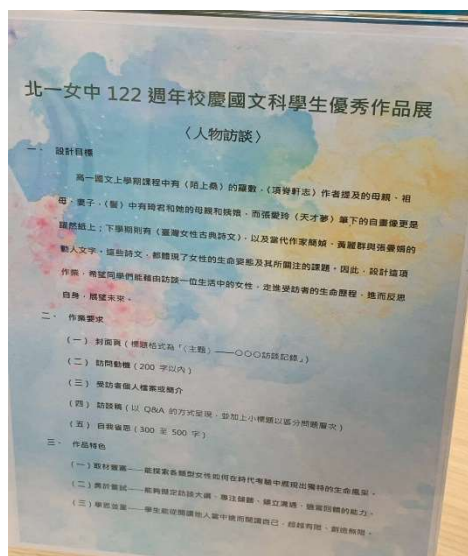 北一女中 122 週年校慶國文科學生優秀作品展
〈人物訪談〉
一、 設計目標
高一國文上學期課程中有〈陌上桑〉的羅敷,〈項脊軒志〉作者提及的母親、祖
母、妻子,〈髻〉中有琦君和她的母親和姨娘,而張愛玲〈天才夢〉筆下的自畫像更是
躍然紙上;下學期則有〈臺灣女性古典詩文〉,以及當代作家簡媜、黃麗群與張曼娟的
動人文字。這些詩文,都體現了女性的生命姿態及其所關注的課題。因此,設計這項
作業,希望同學們能藉由訪談一位生活中的女性,走進受訪者的生命歷程,進而反思
自身,展望未來。
二、 作業要求
(一) 封面頁(標題格式為「〈主題〉——○○○訪談記錄」)
(二) 訪問動機(200 字以內)
(三) 受訪者個人檔案或簡介
(四) 訪談稿(以 Q&A 的方式呈現,並加上小標題以區分問題層次)
(五) 自我省思(300 至 500 字)
三、 作品特色
(一)取材豐富——能探索各類型女性如何在時代考驗中展現出獨特的生命風采。
(二)勇於嘗試——能夠擬定訪談大綱,專注傾聽、建立溝通、適當回饋的能力。
(三)學思並重——學生能從閱讀他人當中進而閱讀自己,超越有限、創造無限。